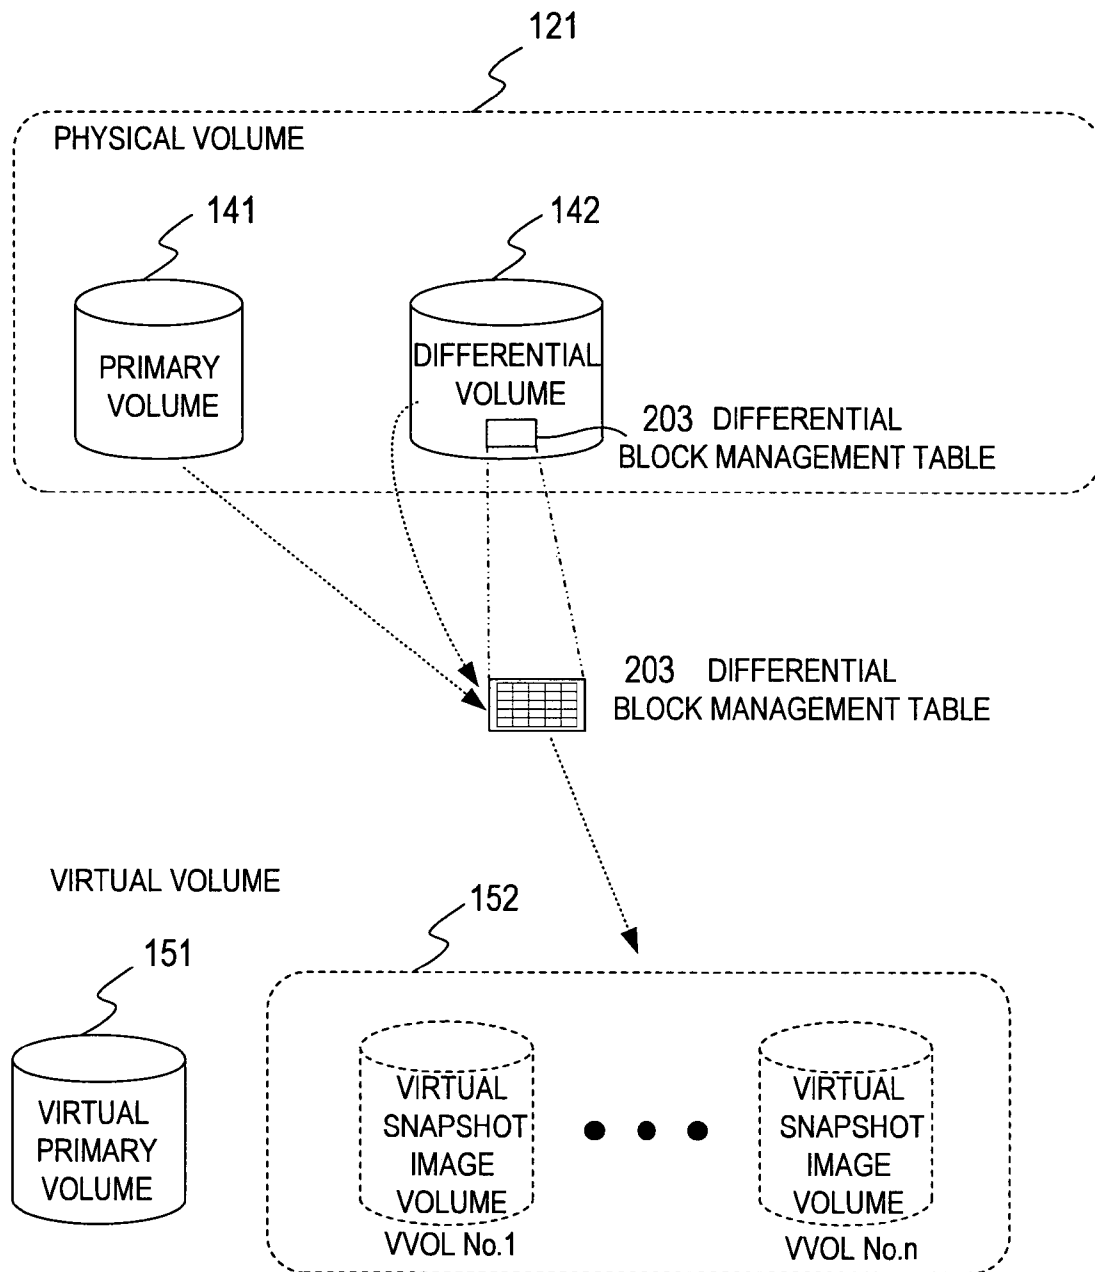 121
PHYSICAL VOLUME
141
142
PRIMARY
VOLUME
DIFFERENTIAL
VOLUME
203 DIFFERENTIAL
BLOCK MANAGEMENT TABLE
203 DIFFERENTIAL
BLOCK MANAGEMENT TABLE
VIRTUAL VOLUME
152
151
VIRTUAL
PRIMARY
VOLUME
VIRTUAL
SNAPSHOT
IMAGE
VOLUME
VVOL No.1
VIRTUAL
SNAPSHOT
IMAGE
VOLUME
VVOL No.n